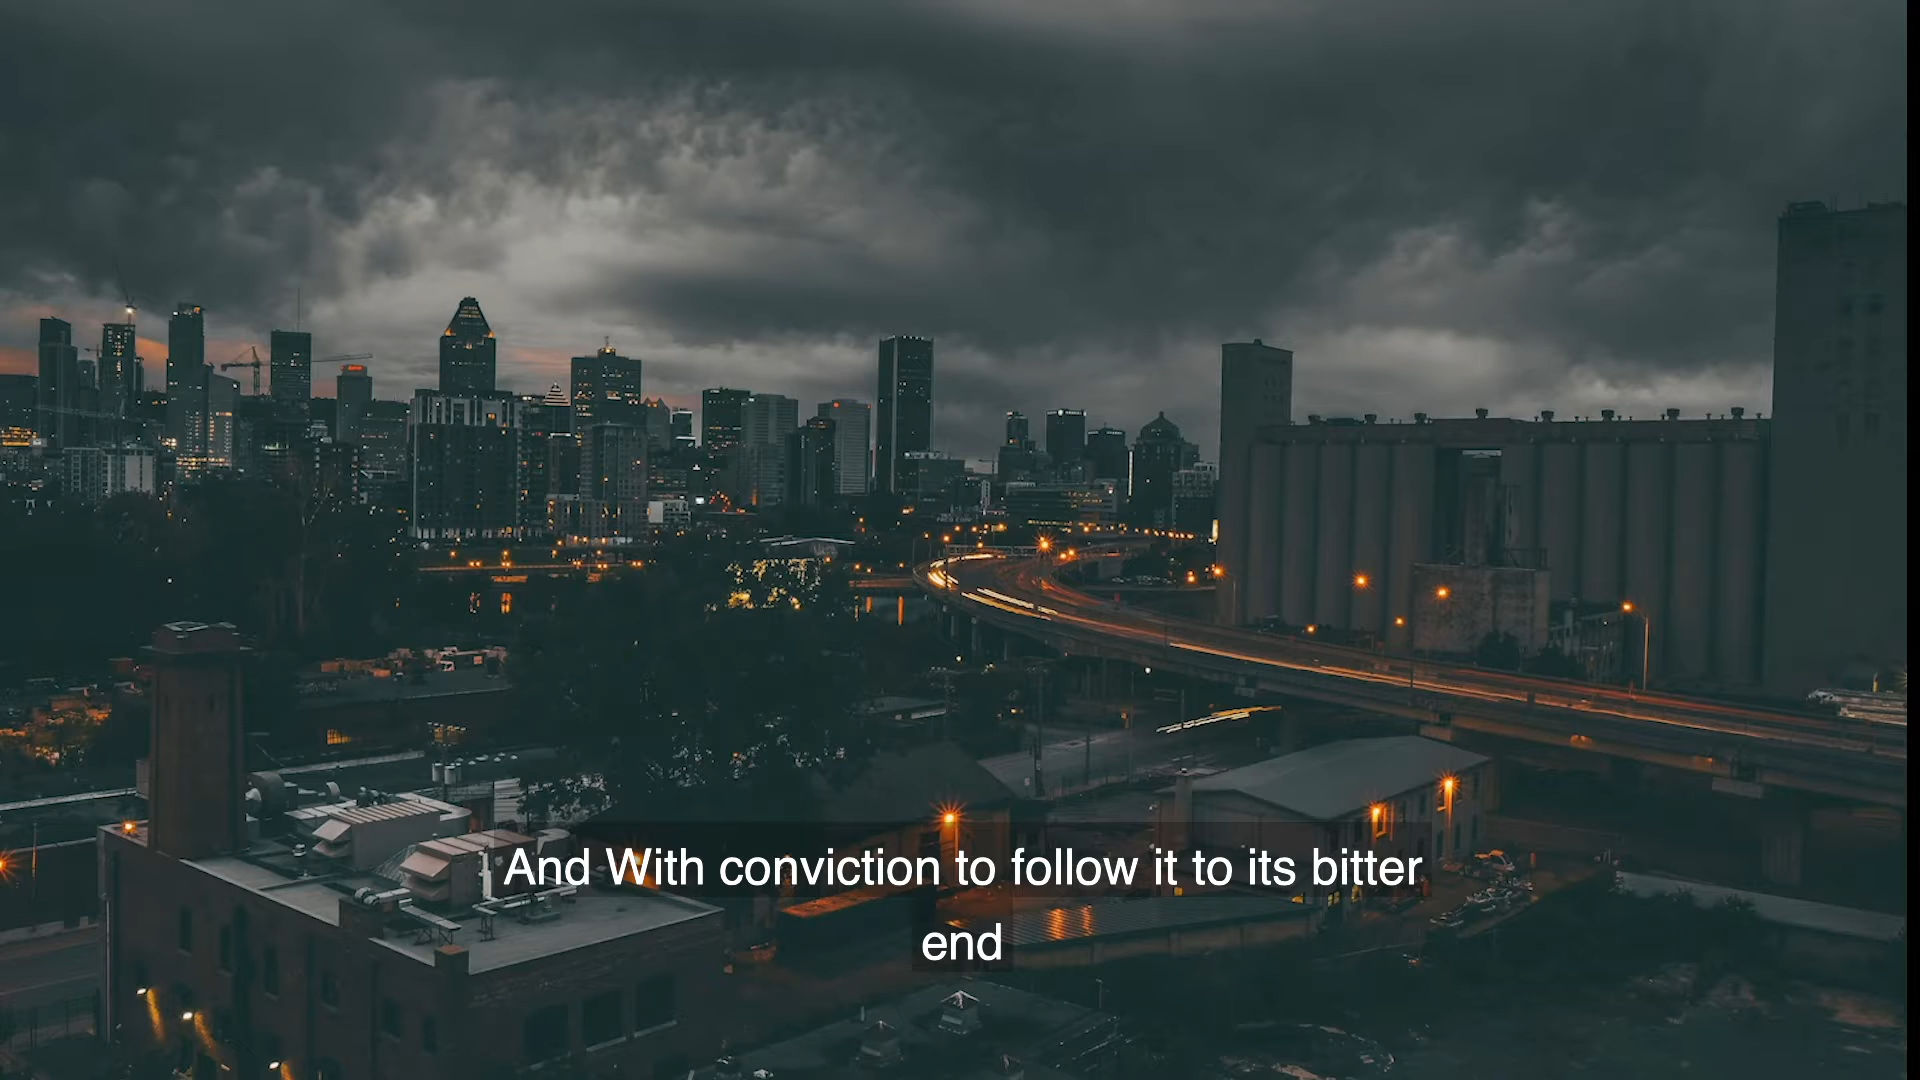 And With conviction to follow it to its bitter
end